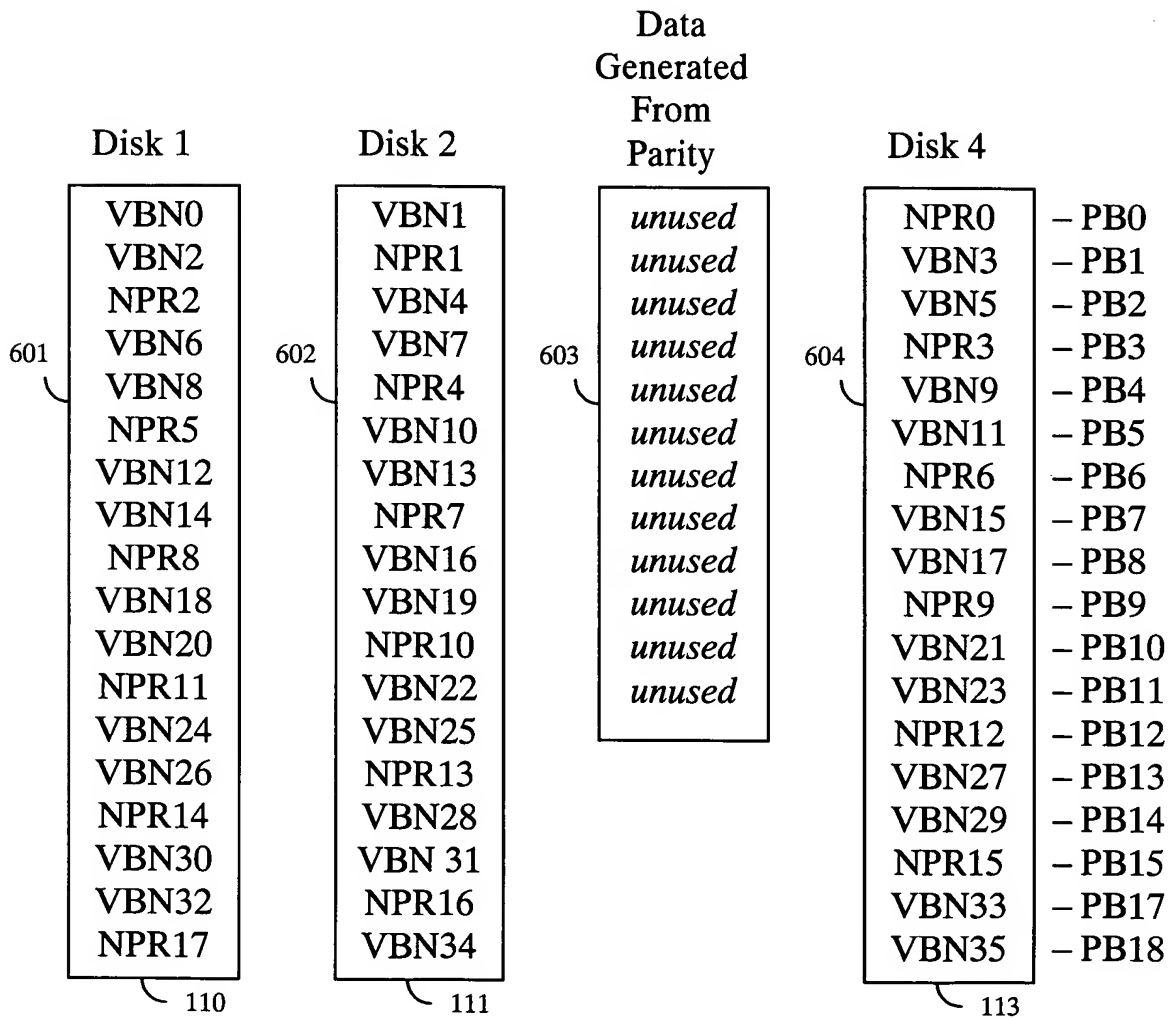 Data
Generated
From
Parity
Disk 1 Disk 2 Disk 4
VBN0 VBN1 unused NPR0 – PB0
VBN2 NPR1 unused VBN3 – PB1
NPR2 VBN4 unused VBN5 – PB2
VBN6 VBN7 unused NPR3 – PB3
601 602 603 604
VBN8 NPR4 unused VBN9 – PB4
NPR5 VBN10 unused VBN11 – PB5
VBN12 VBN13 unused NPR6 – PB6
VBN14 NPR7 unused VBN15 – PB7
NPR8 VBN16 unused VBN17 – PB8
VBN18 VBN19 unused NPR9 – PB9
VBN20 NPR10 unused VBN21 – PB10
NPR11 VBN22 unused VBN23 – PB11
VBN24 VBN25 NPR12 – PB12
VBN26 NPR13 VBN27 – PB13
NPR14 VBN28 VBN29 – PB14
VBN30 VBN 31 NPR15 – PB15
VBN32 NPR16 VBN33 – PB17
NPR17 VBN34 VBN35 – PB18
110 111 113